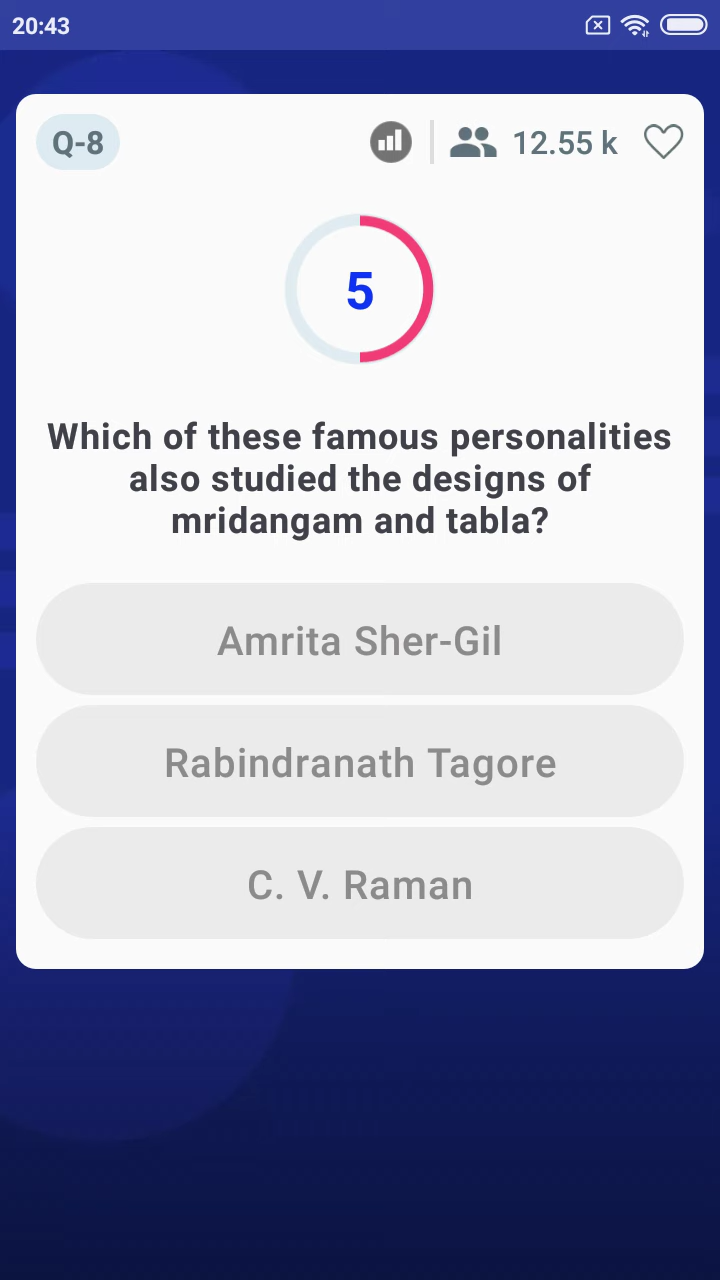 20:43
Q-8
12.55 k
5
Which of these famous personalities
also studied the designs of
mridangam and tabla?
Amrita Sher-Gil
Rabindranath Tagore
C. V. Raman